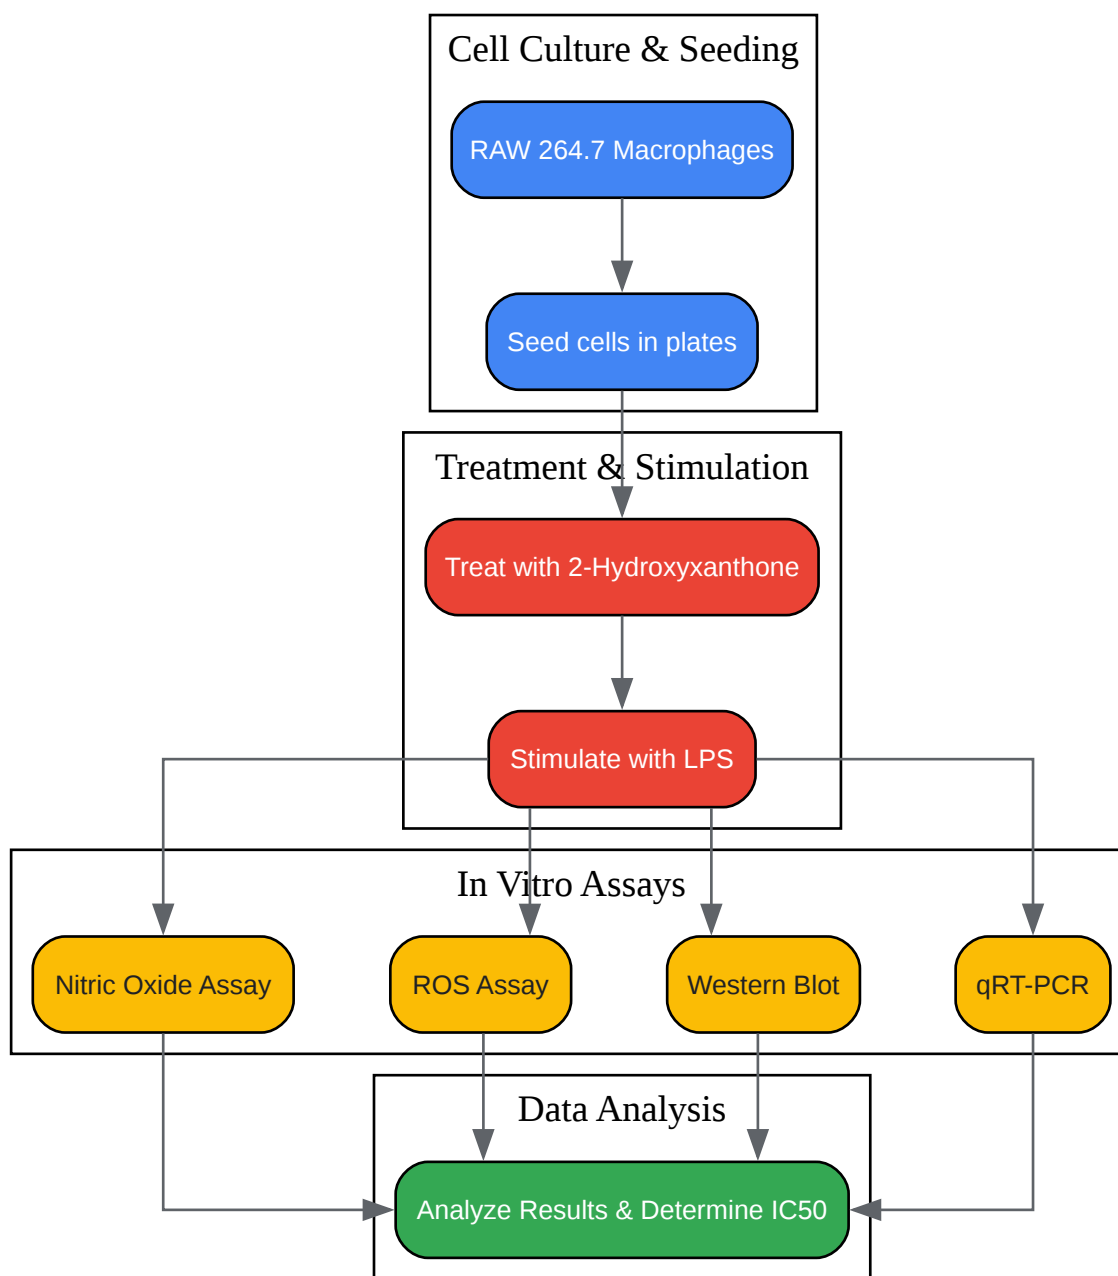 Cell Culture & Seeding
RAW 264.7 Macrophages
Seed cells in plates
Treatment & Stimulation
Treat with 2-Hydroxyxanthone
Stimulate with LPS
In Vitro Assays
Nitric Oxide Assay
ROS Assay
Western Blot
qRT-PCR
Data Analysis
Analyze Results & Determine IC50